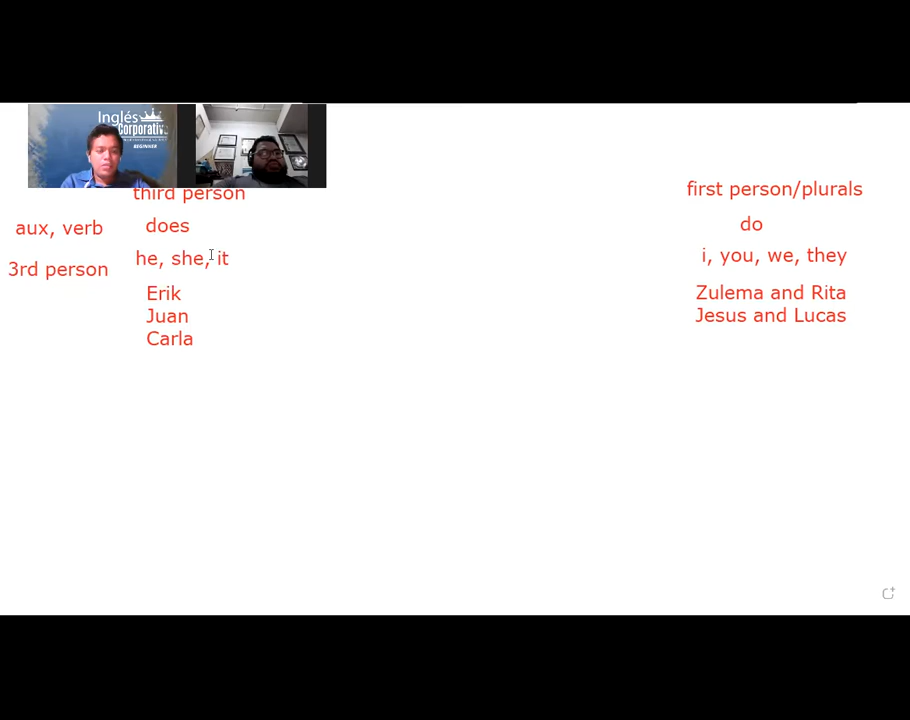 Inglés
Corporativo
BEGINNER
third person
aux, verb
does
3rd person
he, she, it
Erik
Juan
Carla
first person/plurals
do
i, you, we, they
Zulema and Rita
Jesus and Lucas